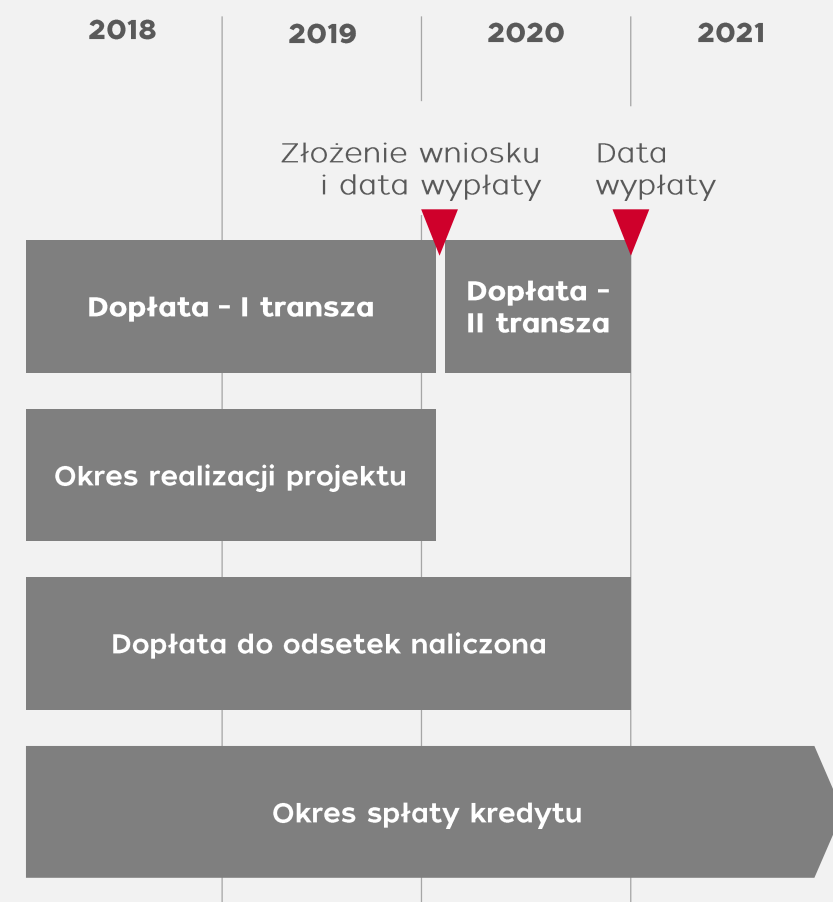 2018 2019 2020 2021
Złożenie wniosku
i data wypłaty
Data
wypłaty
Dopłata - I transza
Dopłata -
II transza
Okres realizacji projektu
Dopłata do odsetek naliczona
Okres spłaty kredytu